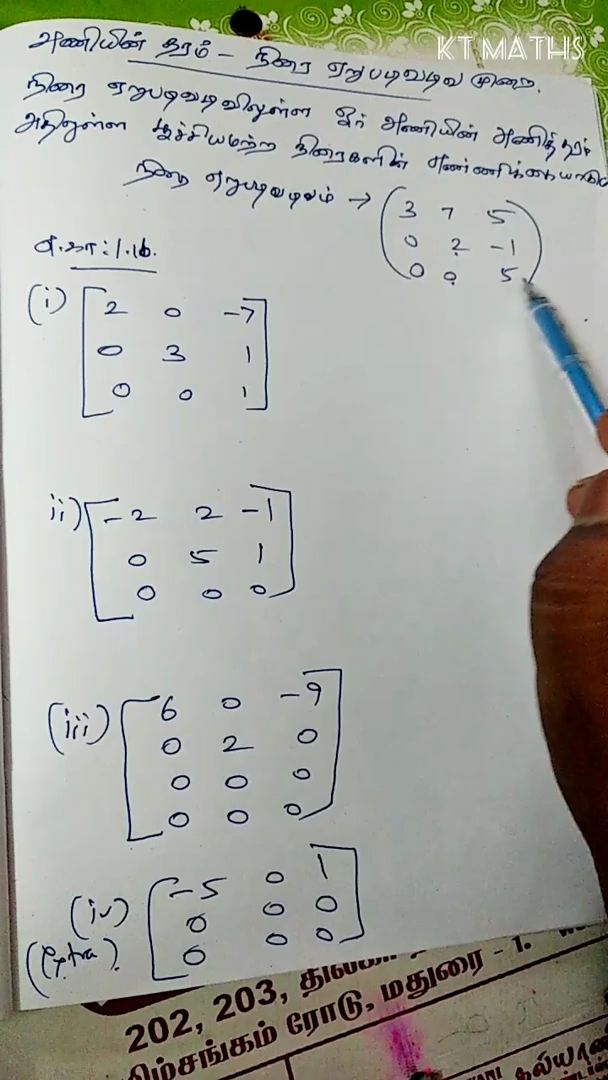 KT MATHS
அணியின் தரம் – நிரை ஏறுபடிவடிவ முறை.
நிரை ஏறுபடிவடிவிலுள்ள ஓர் அணியின் அணித்தரம்
அதிலுள்ள பூச்சியமற்ற நிரைகளின் எண்ணிக்கையாகும்
நிரை ஏறுபடிவடிவம் → 3 7 5
0 2 -1
0 0 5
எ.கா: 1.16.
(i) 2 0 -7
0 3 1
0 0 1
ii) -2 2 -1
0 5 1
0 0 0
(iii) 6 0 -9
0 2 0
0 0 0
0 0 0
(iv) -5 0 1
(Extra) 0 0 0
0 0 0
202, 203,
ரோடு, மதுரை - 1.